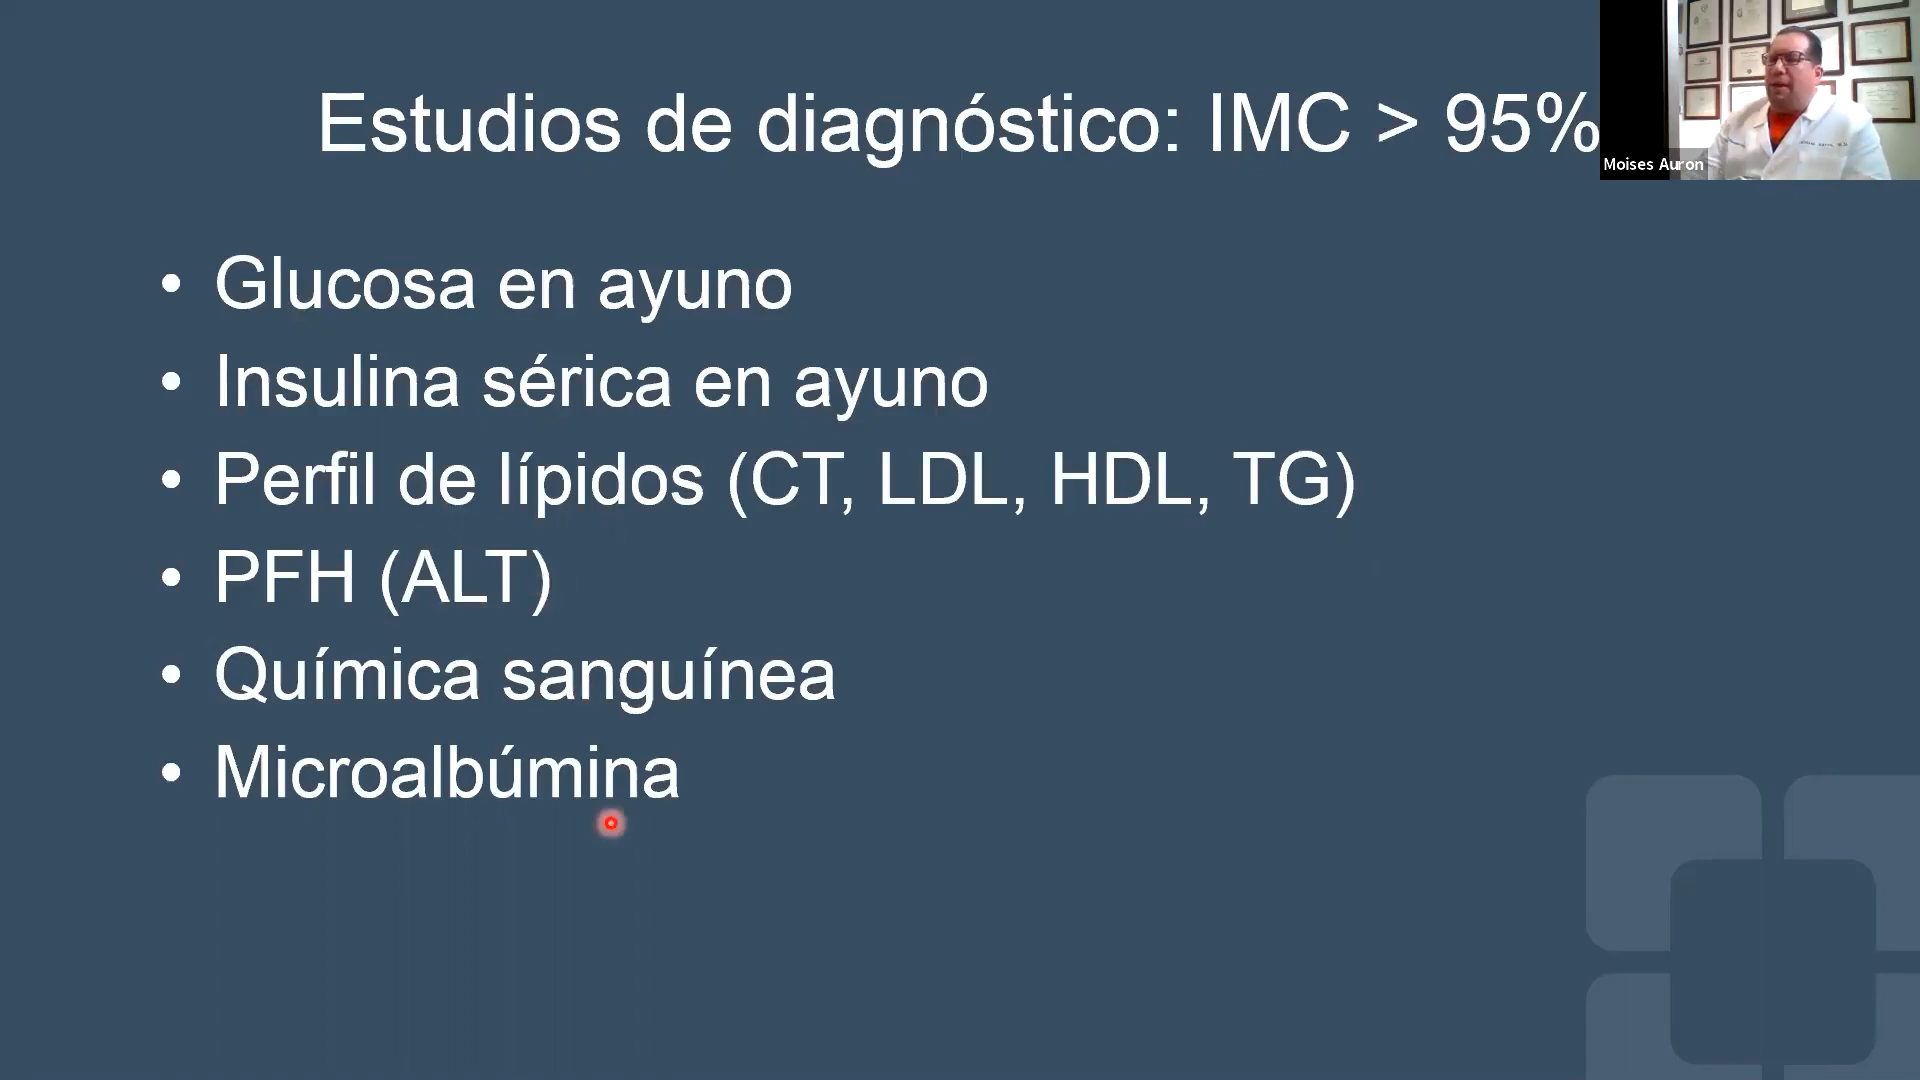 Estudios de diagnóstico: IMC > 95%
Moises Auron
• Glucosa en ayuno
• Insulina sérica en ayuno
• Perfil de lípidos (CT, LDL, HDL, TG)
• PFH (ALT)
• Química sanguínea
• Microalbúmina